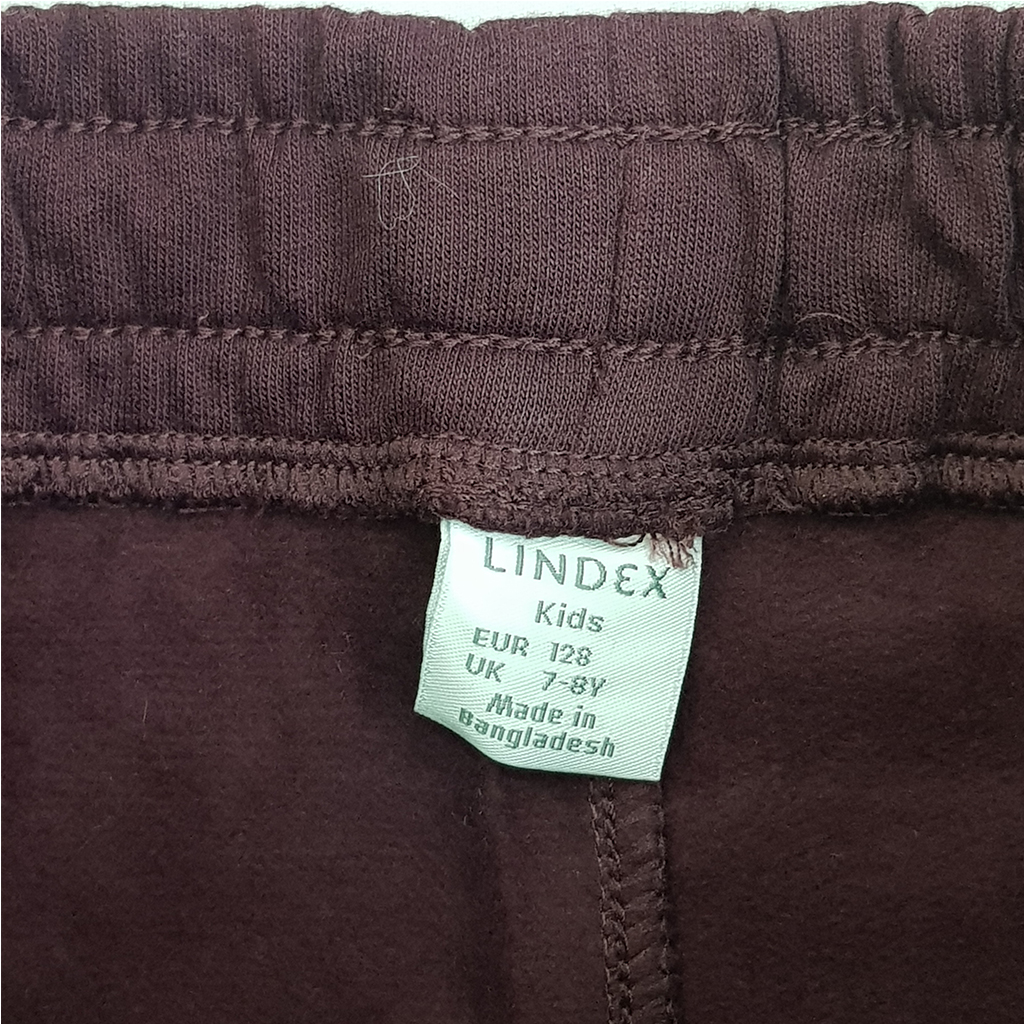 LINDEX
Kids
EUR 128
UK 7-8Y
Made in
Bangladesh